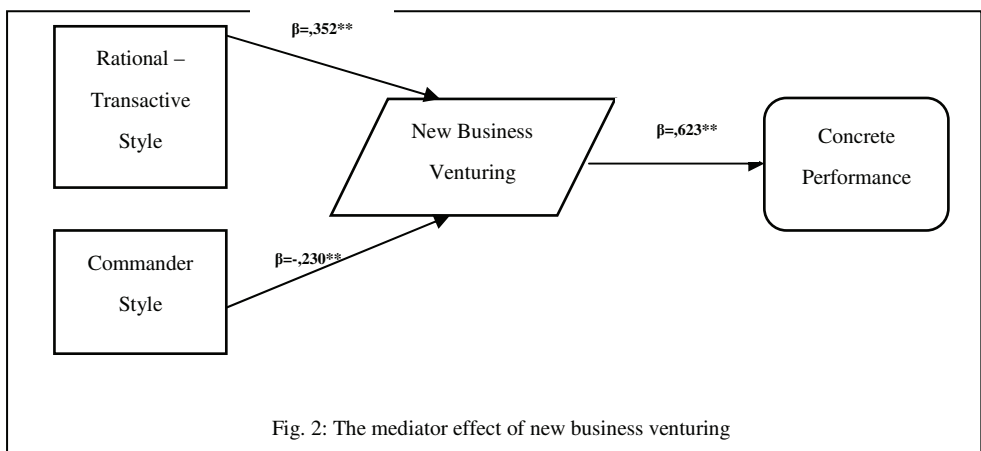 β=,352**
Rational –
Transactive
Style
New Business
Venturing
β=,623**
Concrete
Performance
Commander
Style
β=-,230**
Fig. 2: The mediator effect of new business venturing